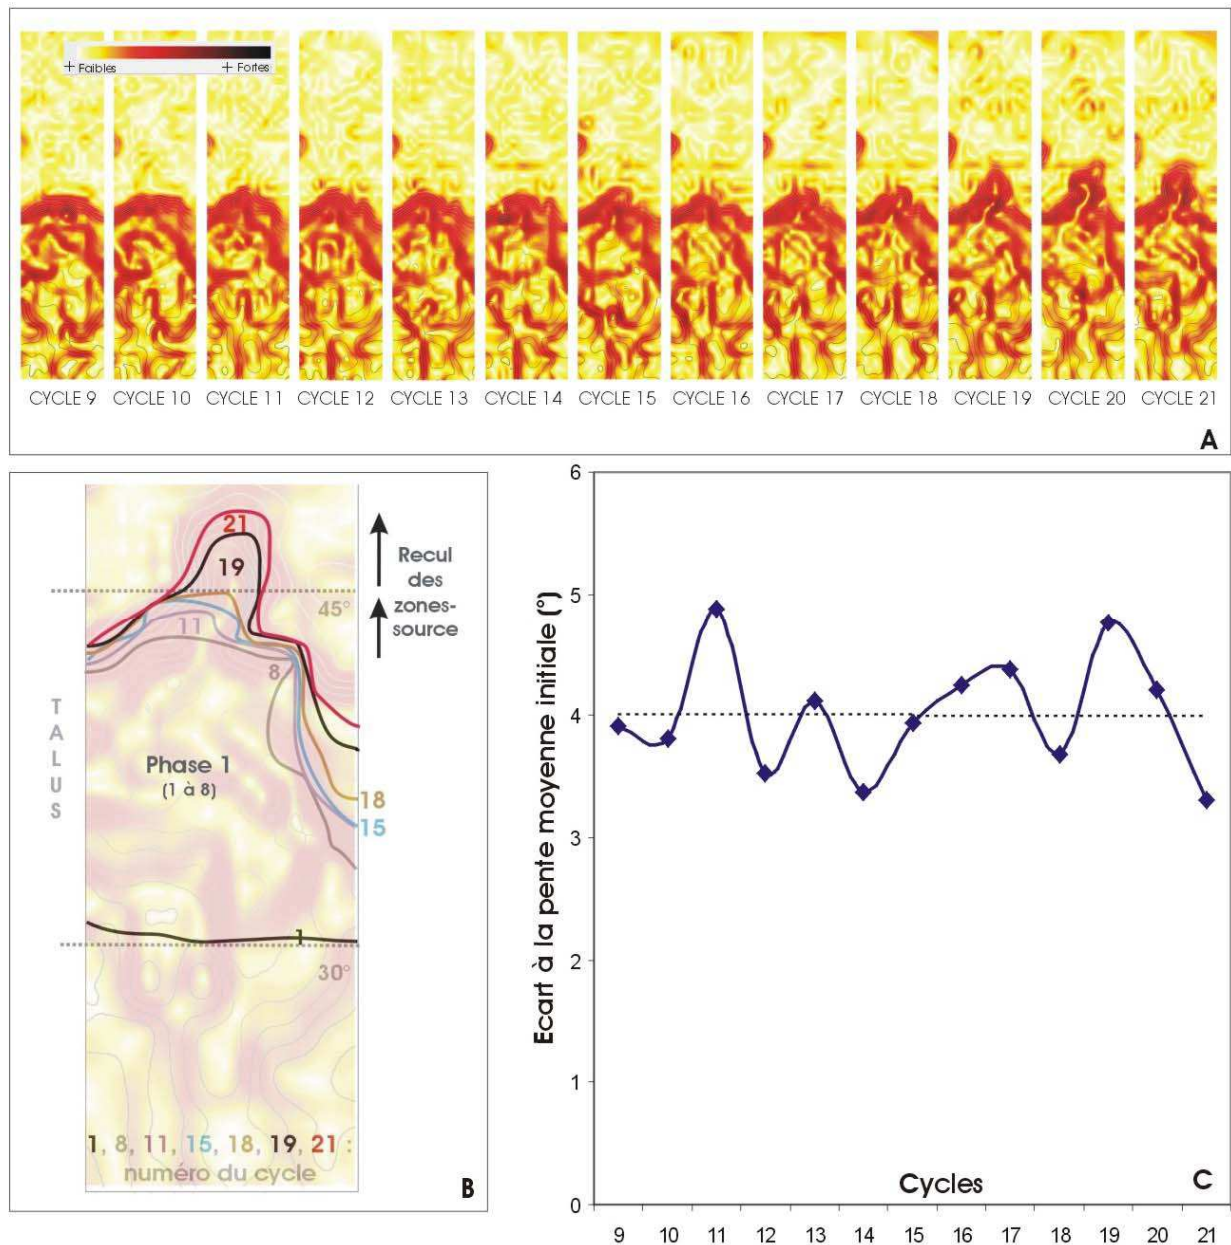 + Faibles + Fortes
CYCLE 9 CYCLE 10 CYCLE 11 CYCLE 12 CYCLE 13 CYCLE 14 CYCLE 15 CYCLE 16 CYCLE 17 CYCLE 18 CYCLE 19 CYCLE 20 CYCLE 21
A
21
19
45°
11
8
Recul
des
zones-
source
TALUS
Phase 1
(1 à 8)
18
15
1
30°
1, 8, 11, 15, 18, 19, 21 :
numéro du cycle
B
Ecart à la pente moyenne initiale (°)
6
5
4
3
2
1
0
Cycles
C
9 10 11 12 13 14 15 16 17 18 19 20 21